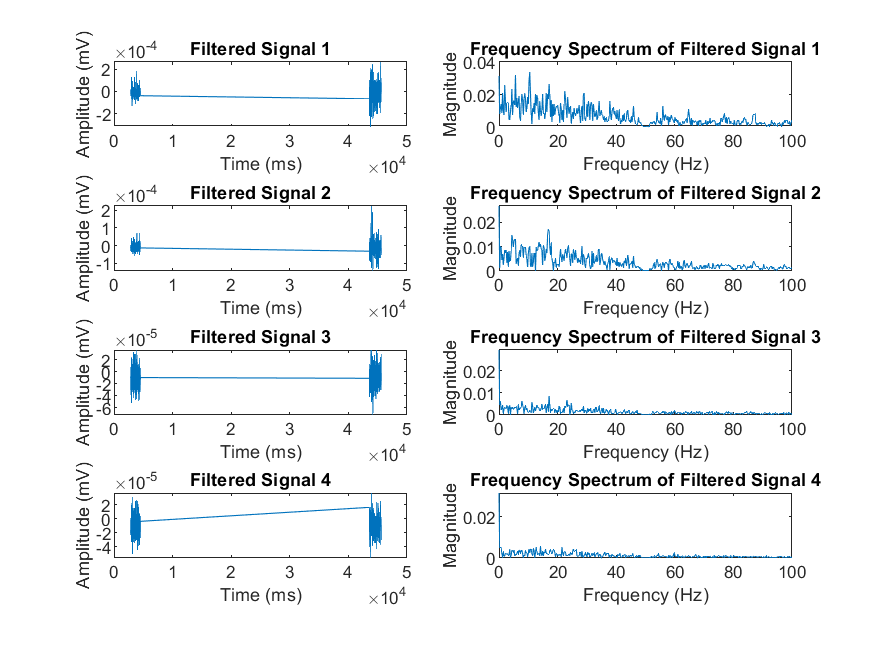 Filtered Signal 1
×10-4
Amplitude (mV)
2
0
-2
0 1 2 3 4 5
Time (ms)
×104
Frequency Spectrum of Filtered Signal 1
Magnitude
0.04
0.02
0
0 20 40 60 80 100
Frequency (Hz)
Filtered Signal 2
×10-4
Amplitude (mV)
2
1
0
-1
0 1 2 3 4 5
Time (ms)
×104
Frequency Spectrum of Filtered Signal 2
Magnitude
0.02
0.01
0
0 20 40 60 80 100
Frequency (Hz)
Filtered Signal 3
×10-5
Amplitude (mV)
2
0
-2
-4
-6
0 1 2 3 4 5
Time (ms)
×104
Frequency Spectrum of Filtered Signal 3
Magnitude
0.02
0.01
0
0 20 40 60 80 100
Frequency (Hz)
Filtered Signal 4
×10-5
Amplitude (mV)
2
0
-2
-4
0 1 2 3 4 5
Time (ms)
×104
Frequency Spectrum of Filtered Signal 4
Magnitude
0.02
0
0 20 40 60 80 100
Frequency (Hz)